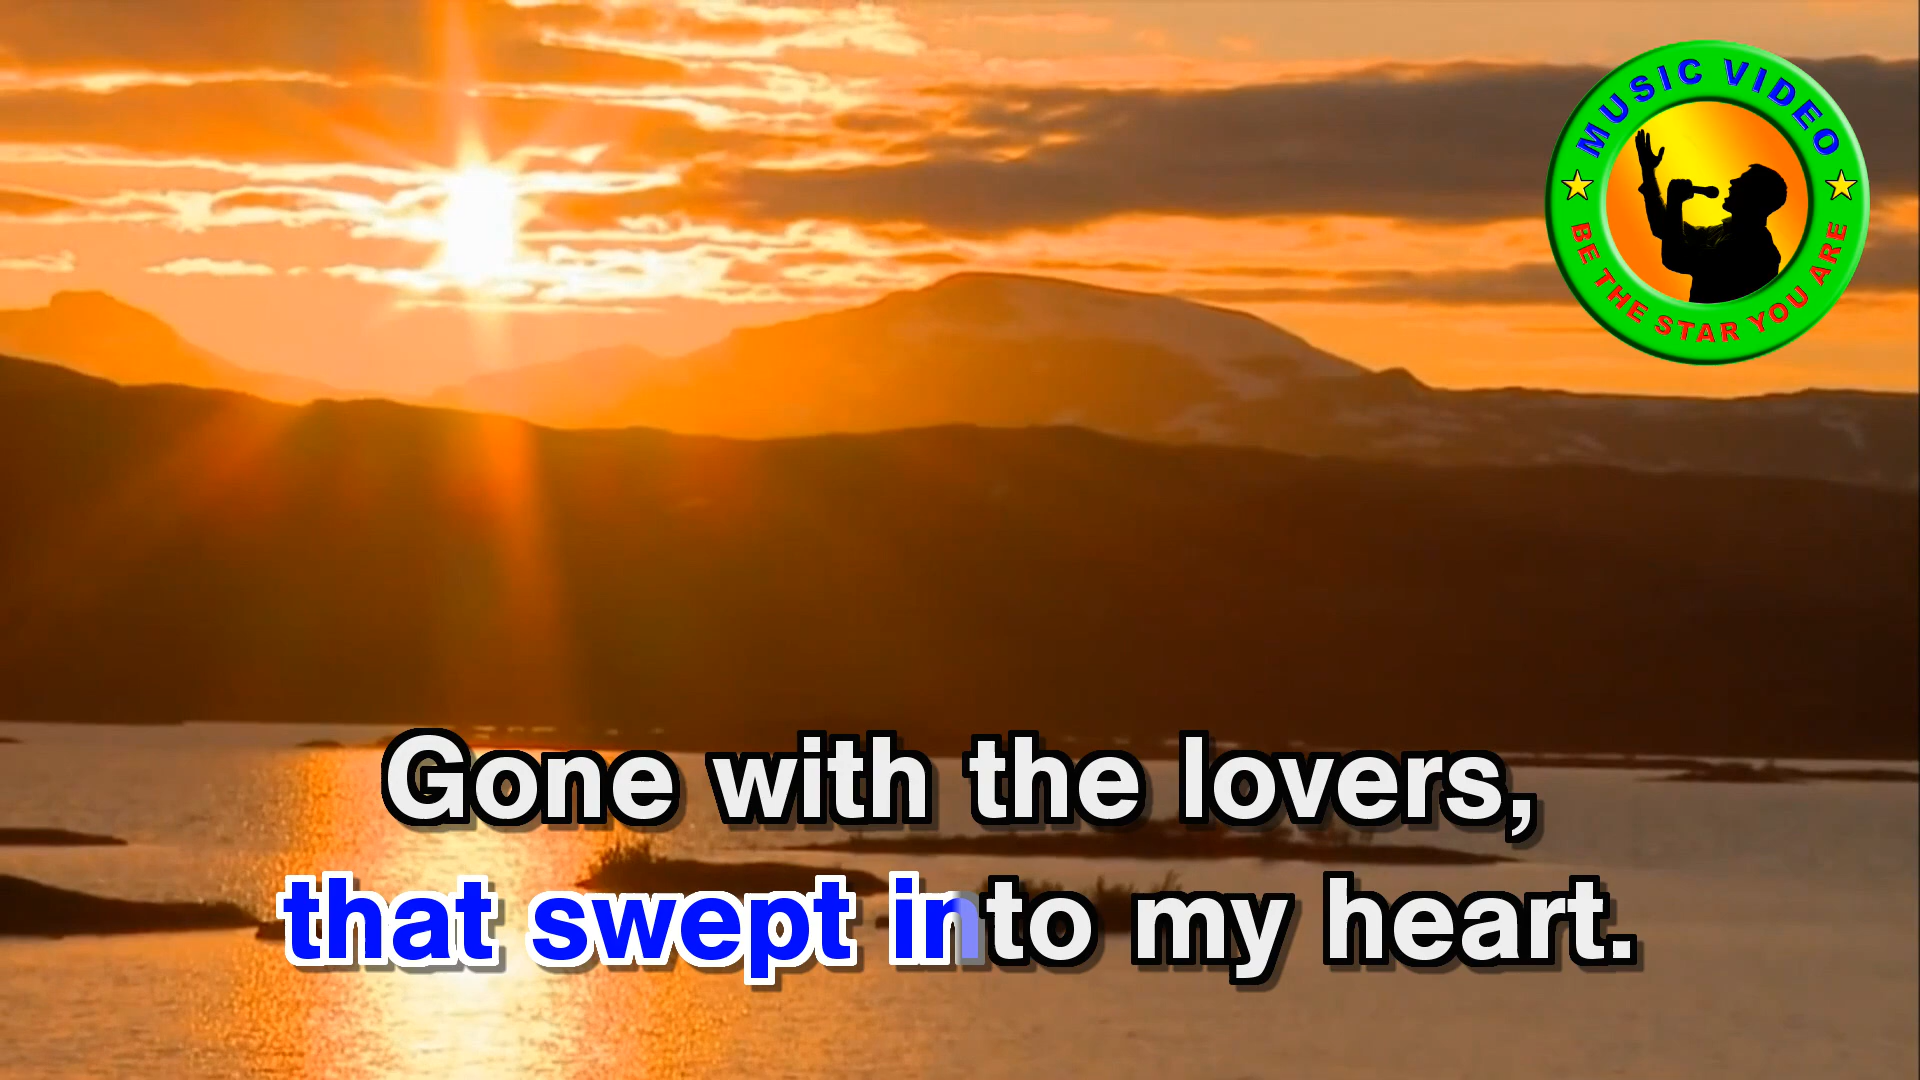 MUSIC VIDEO
BE THE STAR YOU ARE
Gone with the lovers,
that swept into my heart.